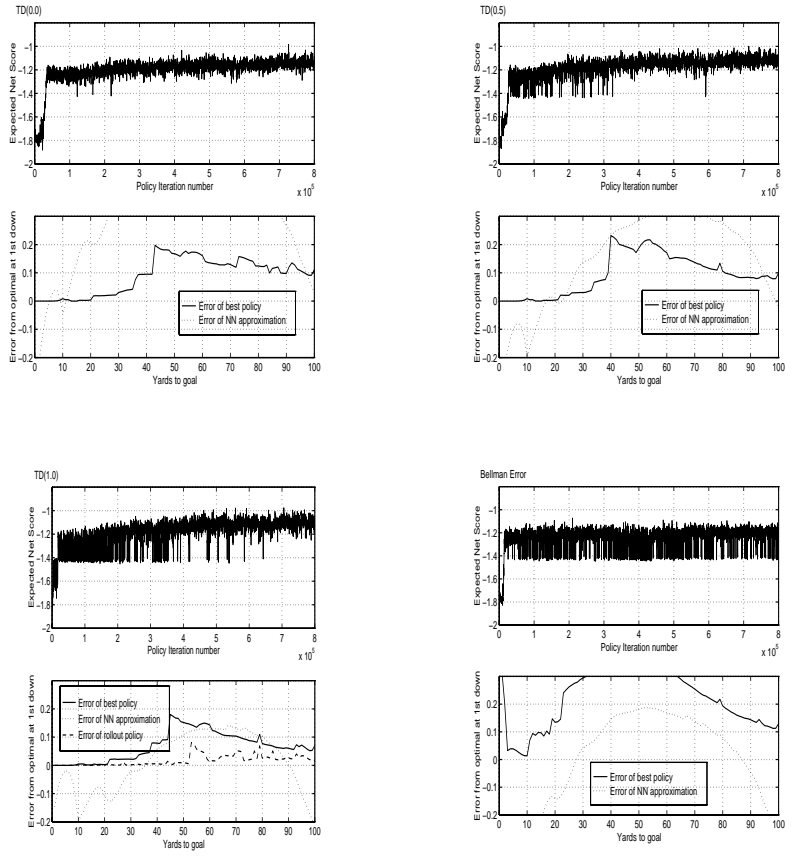 TD(0.0)
Expected Net Score
−1
−1.2
−1.4
−1.6
−1.8
−2
0 1 2 3 4 5 6 7 8
Policy Iteration number
x 10^5
Error from optimal at 1st down
0.2
0.1
0
−0.1
−0.2
0 10 20 30 40 50 60 70 80 90 100
Yards to goal
Error of best policy
Error of NN approximation
TD(0.5)
Expected Net Score
−1
−1.2
−1.4
−1.6
−1.8
−2
0 1 2 3 4 5 6 7 8
Policy Iteration number
x 10^5
Error from optimal at 1st down
0.2
0.1
0
−0.1
−0.2
0 10 20 30 40 50 60 70 80 90 100
Yards to goal
Error of best policy
Error of NN approximation
TD(1.0)
Expected Net Score
−1
−1.2
−1.4
−1.6
−1.8
−2
0 1 2 3 4 5 6 7 8
Policy Iteration number
x 10^5
Error from optimal at 1st down
0.2
0.1
0
−0.1
−0.2
0 10 20 30 40 50 60 70 80 90 100
Yards to goal
Error of best policy
Error of NN approximation
Error of rollout policy
Bellman Error
Expected Net Score
−1
−1.2
−1.4
−1.6
−1.8
−2
0 1 2 3 4 5 6 7 8
Policy Iteration number
x 10^5
Error from optimal at 1st down
0.2
0.1
0
−0.1
−0.2
0 10 20 30 40 50 60 70 80 90 100
Yards to goal
Error of best policy
Error of NN approximation